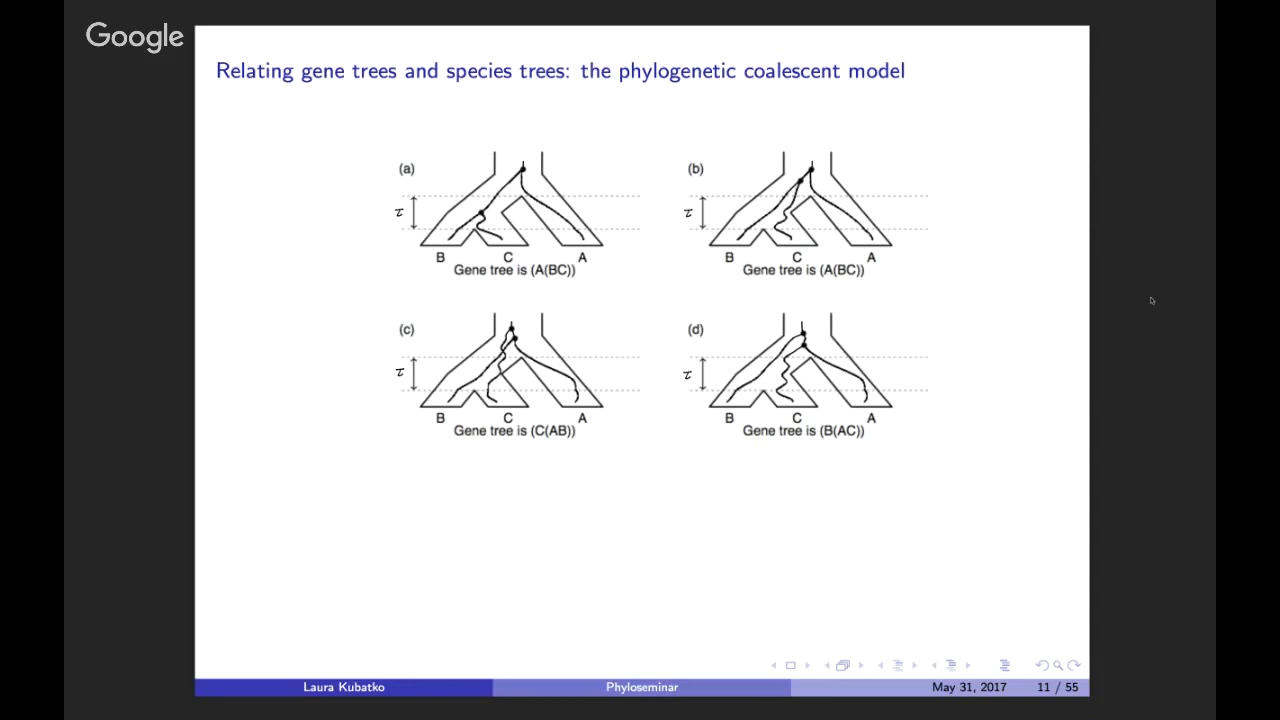 Google
Relating gene trees and species trees: the phylogenetic coalescent model
(a)
τ
B C A
Gene tree is (A(BC))
(b)
τ
B C A
Gene tree is (A(BC))
(c)
τ
B C A
Gene tree is (C(AB))
(d)
τ
B C A
Gene tree is (B(AC))
Laura Kubatko Phyloseminar May 31, 2017 11 / 55